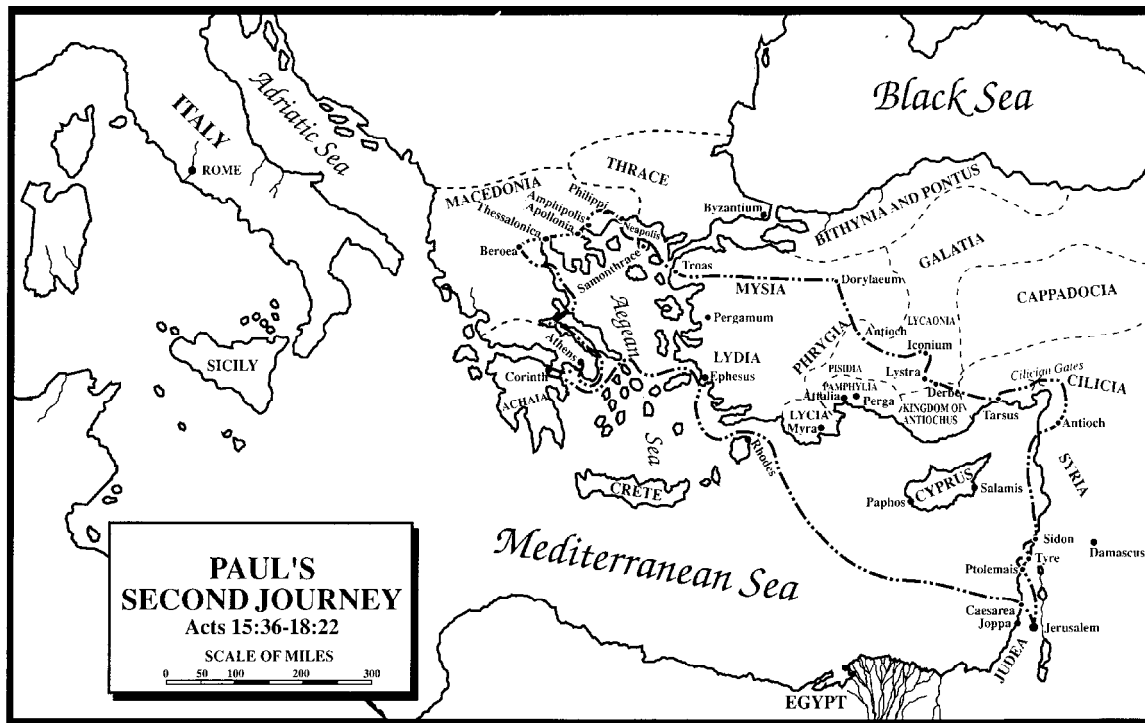 Black Sea
Adriatic Sea
ITALY
ROME
THRACE
MACEDONIA
Philippi
Amphipolis
Apollonia
Thessalonica
Neapolis
Byzantium
BITHYNIA AND PONTUS
Beroea
Samonthrace
Troas
GALATIA
Dorylaeum
MYSIA
CAPPADOCIA
Aegean
Sea
Pergamum
LYCAONIA
PHRYGIA
Antioch
Iconium
SICILY
Athens
LYDIA
PISIDIA
Lystra
Cilician Gates
Corinth
Ephesus
PAMPHYLIA
Derbe
CILICIA
ACHAIA
Attalia
Perga
KINGDOM OF
ANTIOCHUS
Tarsus
LYCIA
Myra
Antioch
Rhodes
SYRIA
CRETE
CYPRUS
Salamis
Paphos
Mediterranean Sea
Sidon
Tyre
Damascus
Ptolemais
Caesarea
Joppa
Jerusalem
JUDEA
EGYPT
PAUL'S
SECOND JOURNEY
Acts 15:36-18:22
SCALE OF MILES
0 50 100 200 300